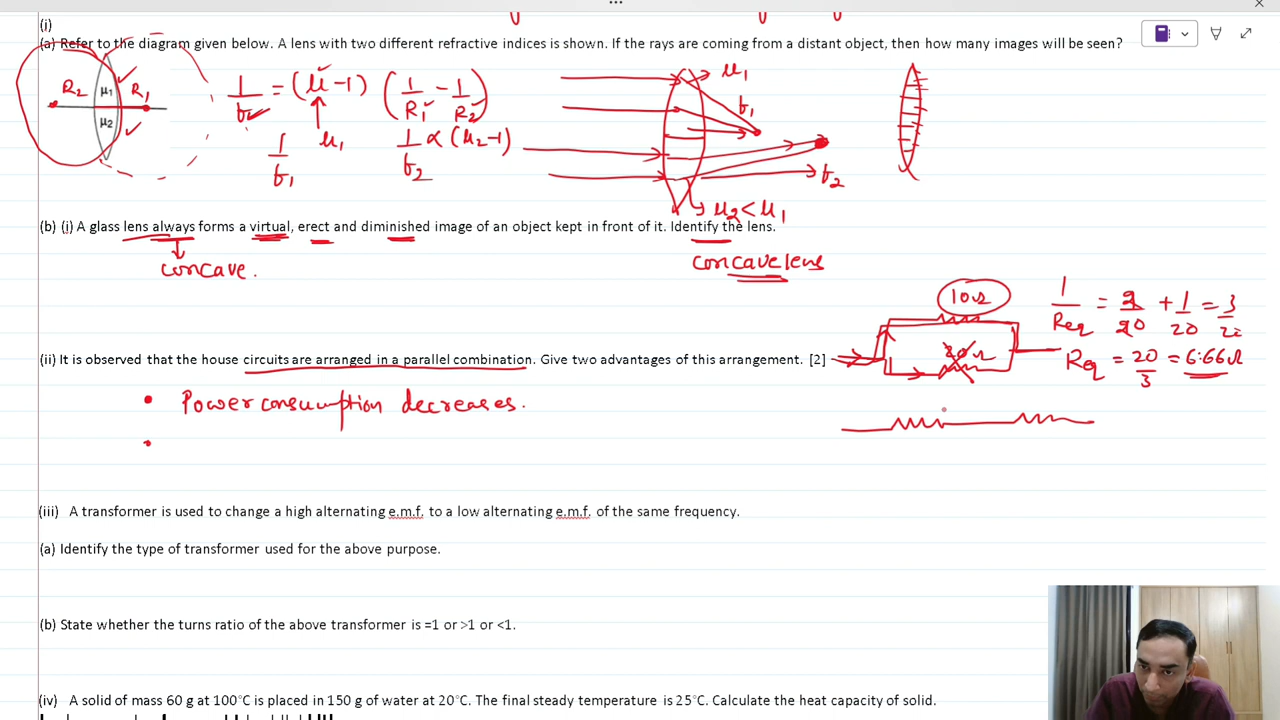 (i)
(a) Refer to the diagram given below. A lens with two different refractive indices is shown. If the rays are coming from a distant object, then how many images will be seen?
R2 R1 μ1 μ2
1/f = (μ-1) (1/R1 - 1/R2)
μ1
1/f1
1/f2 ∝ (μ2-1)
μ1
f1
f2
μ2 < μ1
(b) (i) A glass lens always forms a virtual, erect and diminished image of an object kept in front of it. Identify the lens.
concave.
concave lens
10Ω
20Ω
1/Req = 2/20 + 1/20 = 3/20
Req = 20/3 = 6.66Ω
(ii) It is observed that the house circuits are arranged in a parallel combination. Give two advantages of this arrangement. [2]
• Power consumption decreases.
•
(iii) A transformer is used to change a high alternating e.m.f. to a low alternating e.m.f. of the same frequency.
(a) Identify the type of transformer used for the above purpose.
(b) State whether the turns ratio of the above transformer is =1 or >1 or <1.
(iv) A solid of mass 60 g at 100°C is placed in 150 g of water at 20°C. The final steady temperature is 25°C. Calculate the heat capacity of solid.